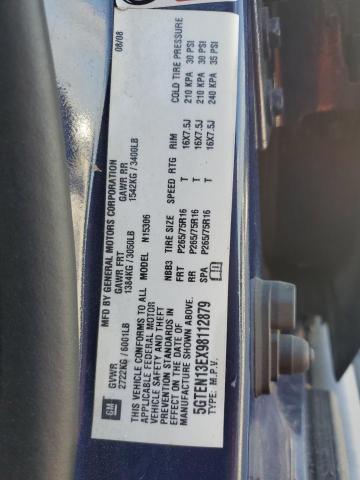 GM
MFD BY GENERAL MOTORS CORPORATION
08/08
GVWR GAWR FRT GAWR RR
2722KG / 6001LB 1384KG / 3050LB 1542KG / 3400LB
THIS VEHICLE CONFORMS TO ALL
APPLICABLE FEDERAL MOTOR
VEHICLE SAFETY AND THEFT
PREVENTION STANDARDS IN
EFFECT ON THE DATE OF
MANUFACTURE SHOWN ABOVE.
5GTEN13EX98112879
TYPE: M.P.V.
MODEL N15306
NBB3 TIRE SIZE SPEED RTG RIM COLD TIRE PRESSURE
FRT P265/75R16 T 16X7.5J 210 KPA 30 PSI
RR P265/75R16 T 16X7.5J 210 KPA 30 PSI
SPA P265/75R16 T 16X7.5J 240 KPA 35 PSI